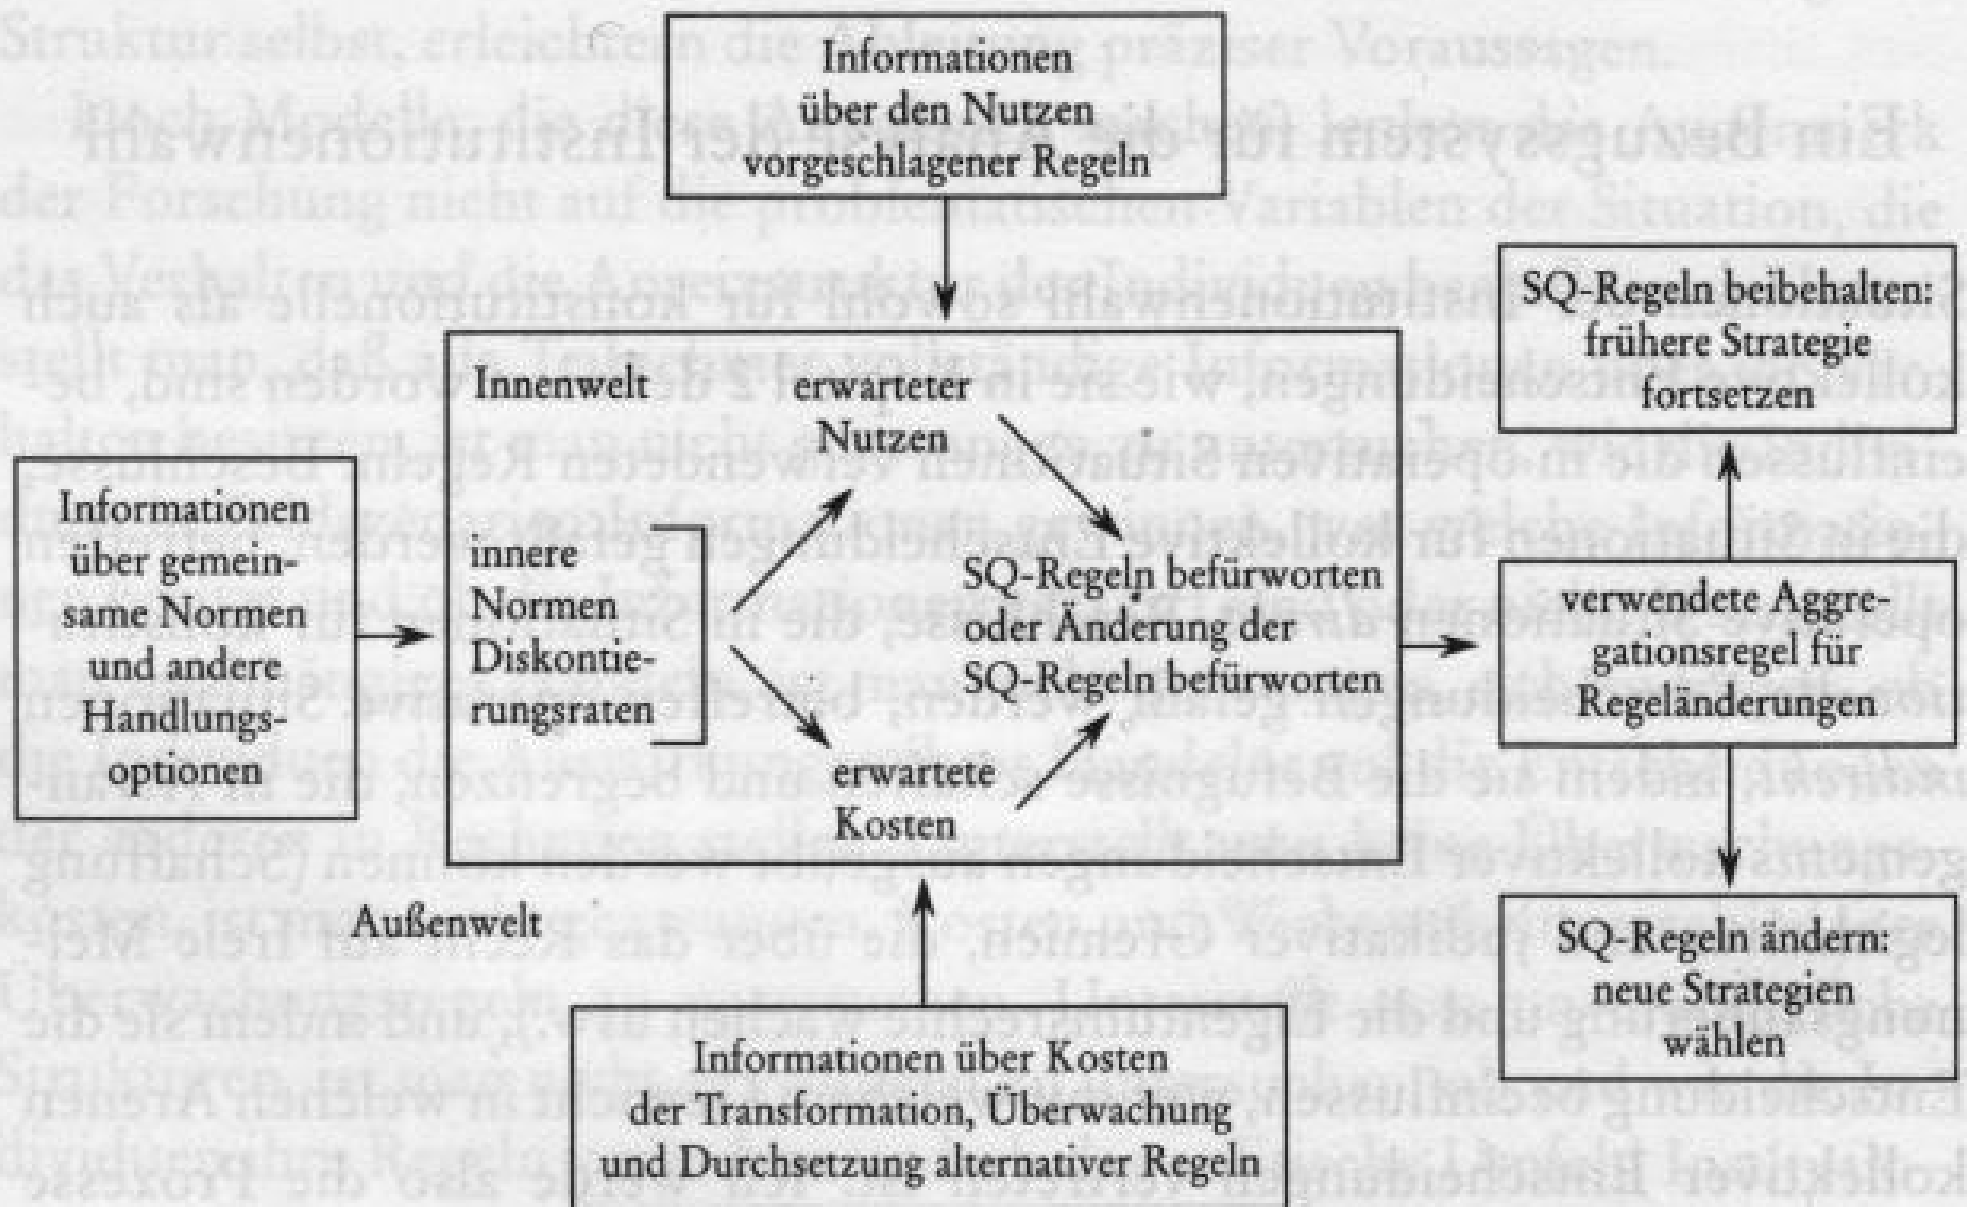 Informationen
über den Nutzen
vorgeschlagener Regeln
Informationen
über gemein-
same Normen
und andere
Handlungs-
optionen
Innenwelt
erwarteter
Nutzen
innere
Normen
Diskontie-
rungsraten
SQ-Regeln befürworten
oder Änderung der
SQ-Regeln befürworten
erwartete
Kosten
Außenwelt
Informationen über Kosten
der Transformation, Überwachung
und Durchsetzung alternativer Regeln
SQ-Regeln beibehalten:
frühere Strategie
fortsetzen
verwendete Aggre-
gationsregel für
Regeländerungen
SQ-Regeln ändern:
neue Strategien
wählen